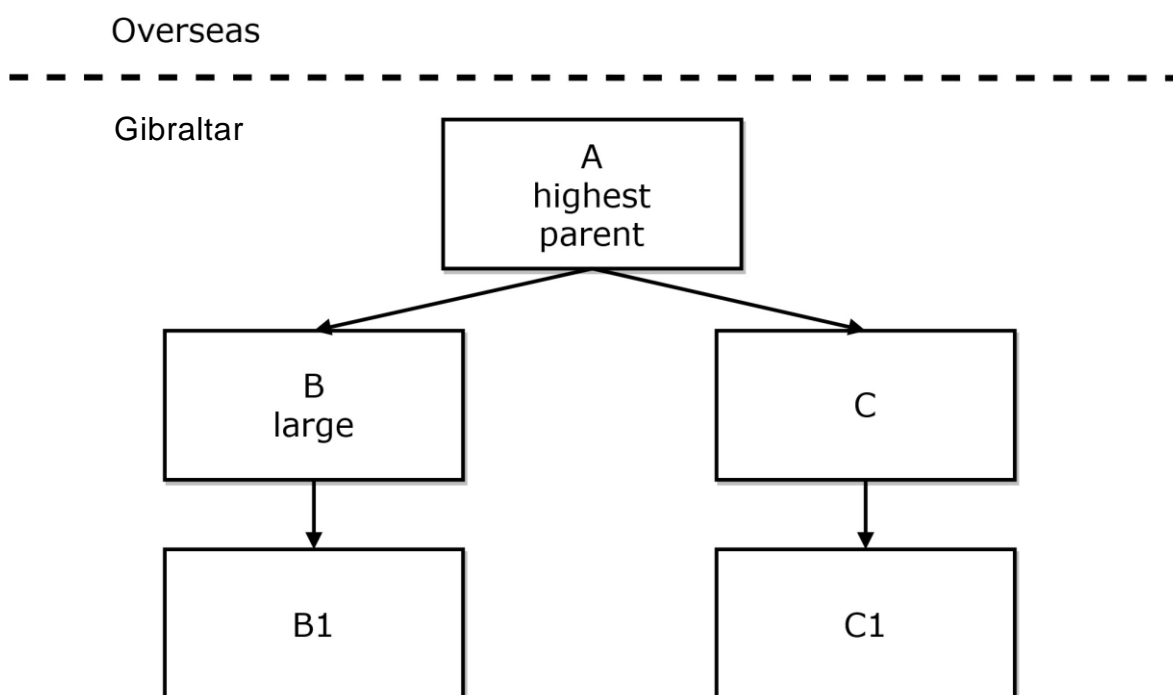 Overseas
Gibraltar
A
highest
parent
B
large
C
B1
C1